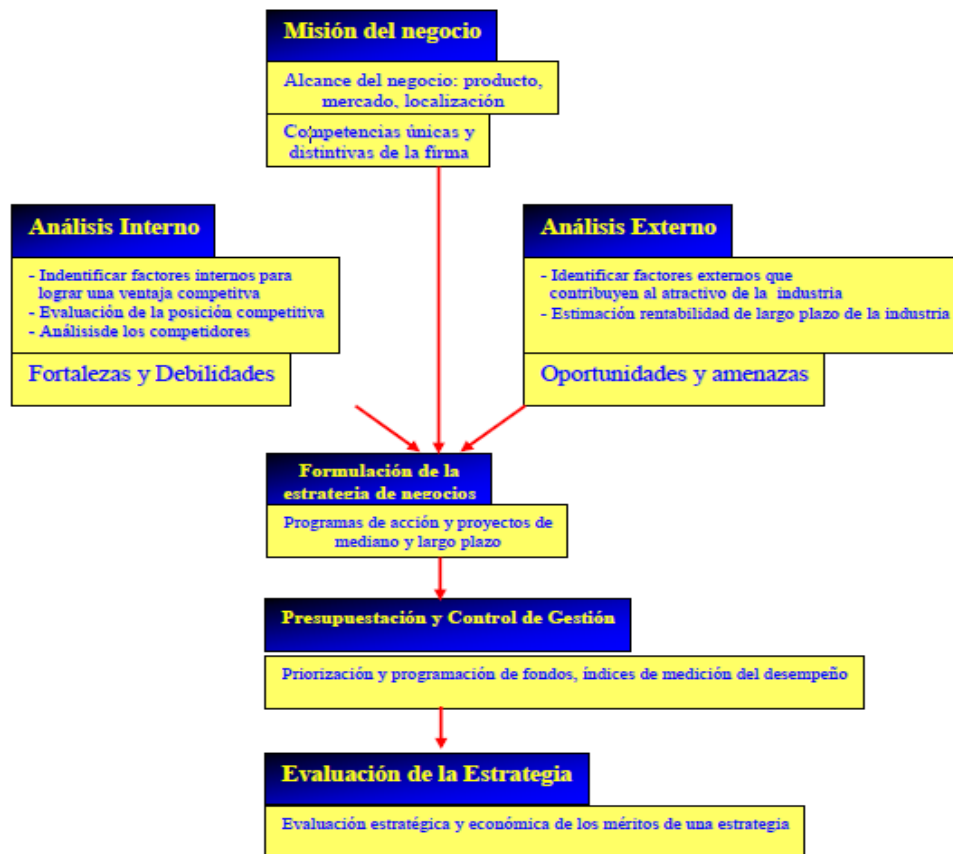 Misión del negocio
Alcance del negocio: producto,
mercado, localización
Competencias únicas y
distintivas de la firma
Análisis Interno
- Indentificar factores internos para
lograr una ventaja competitva
- Evaluación de la posición competitiva
- Análisisde los competidores
Fortalezas y Debilidades
Análisis Externo
- Identificar factores externos que
contribuyen al atractivo de la industria
- Estimación rentabilidad de largo plazo de la industria
Oportunidades y amenazas
Formulación de la
estrategia de negocios
Programas de acción y proyectos de
mediano y largo plazo
Presupuestación y Control de Gestión
Priorización y programación de fondos, índices de medición del desempeño
Evaluación de la Estrategia
Evaluación estratégica y económica de los méritos de una estrategia